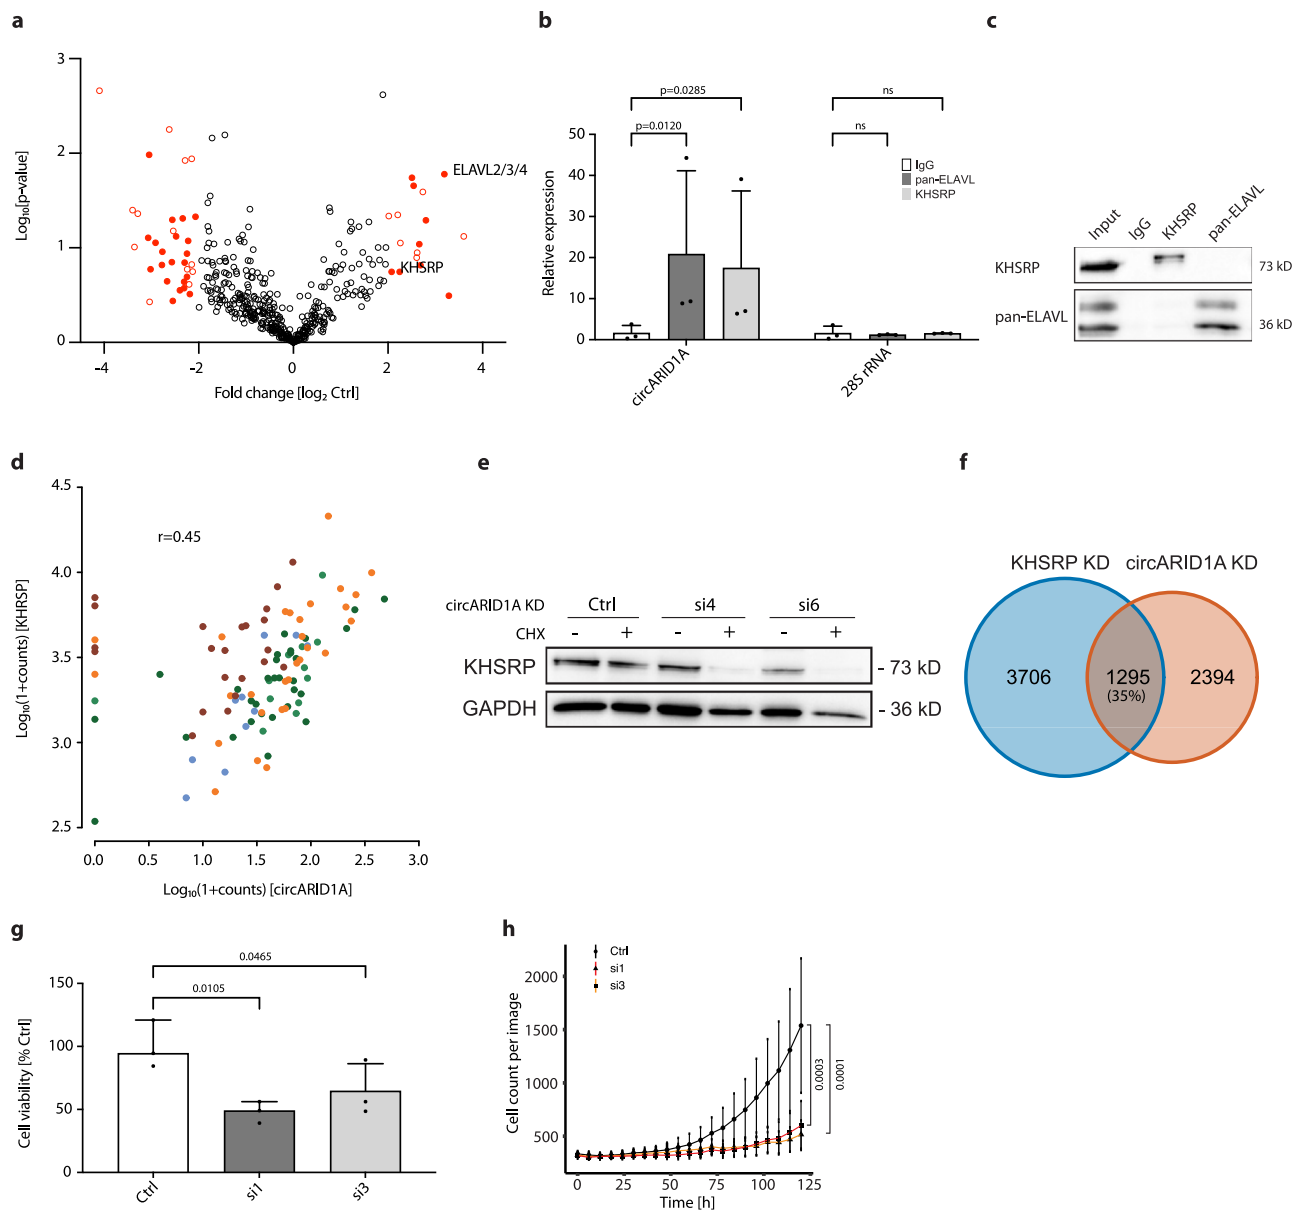 a
3
2
1
0
−4
−2
0
2
4
Log₁₀[p-value]
Fold change [log₂ Ctrl]
ELAVL2/3/4
KHSRP
b
p=0.0285
p=0.0120
ns
ns
50
40
30
20
10
0
Relative expression
IgG
pan-ELAVL
KHSRP
circARID1A
28S rRNA
c
Input
IgG
KHSRP
pan-ELAVL
KHSRP
73 kD
pan-ELAVL
36 kD
d
4.5
4.0
3.5
3.0
2.5
r=0.45
Log₁₀(1+counts) [KHRSP]
0.0
0.5
1.0
1.5
2.0
2.5
3.0
Log₁₀(1+counts) [circARID1A]
e
circARID1A KD
Ctrl
si4
si6
CHX
-
+
-
+
-
+
KHSRP
- 73 kD
GAPDH
- 36 kD
f
KHSRP KD
circARID1A KD
3706
1295
(35%)
2394
g
0.0465
0.0105
150
100
50
0
Cell viability [% Ctrl]
Ctrl
si1
si3
h
Ctrl
si1
si3
2000
1500
1000
500
Cell count per image
0.0003
0.0001
0
25
50
75
100
125
Time [h]